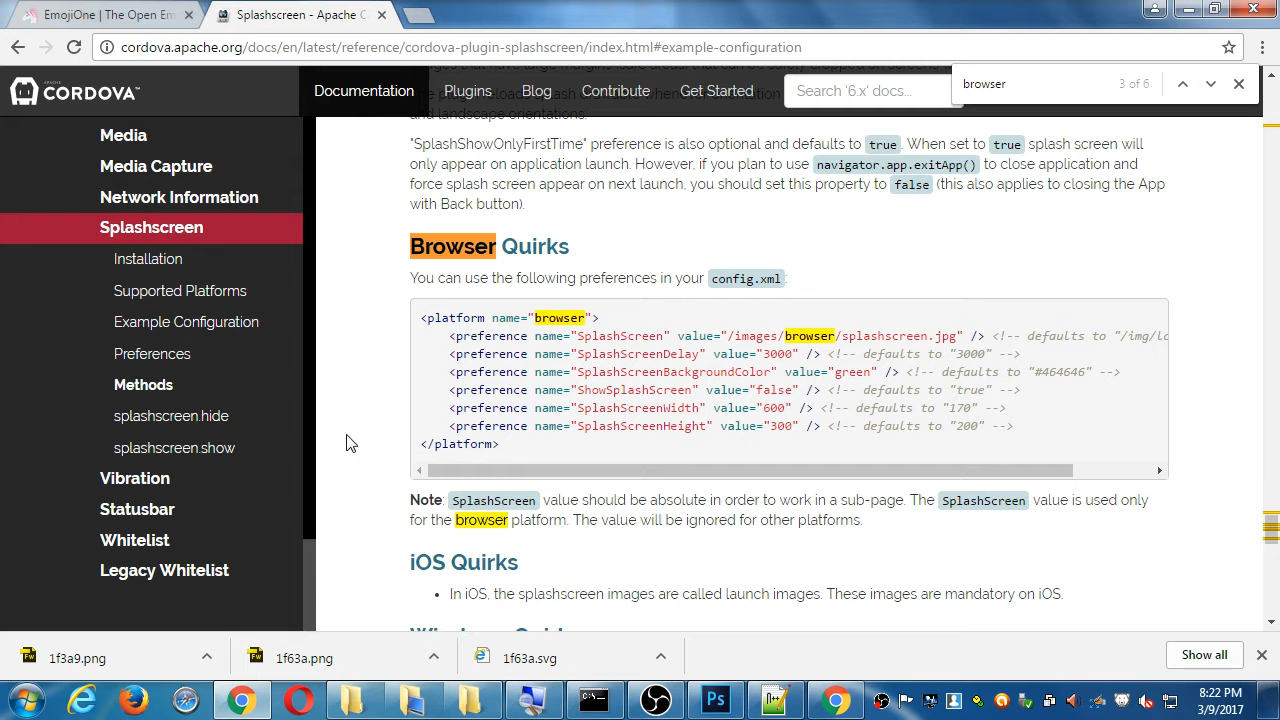 EmojiOne | The Open Em
Splashscreen - Apache C
cordova.apache.org/docs/en/latest/reference/cordova-plugin-splashscreen/index.html#example-configuration
browser
3 of 6
CORDOVA™
Documentation
Plugins
Blog
Contribute
Get Started
Search '6.x' docs...
and landscape orientations.
Media
Media Capture
Network Information
Splashscreen
Installation
Supported Platforms
Example Configuration
Preferences
Methods
splashscreen.hide
splashscreen.show
Vibration
Statusbar
Whitelist
Legacy Whitelist
"SplashShowOnlyFirstTime" preference is also optional and defaults to true. When set to true splash screen will
only appear on application launch. However, if you plan to use navigator.app.exitApp() to close application and
force splash screen appear on next launch, you should set this property to false (this also applies to closing the App
with Back button).
Browser Quirks
You can use the following preferences in your config.xml:
<platform name="browser">
<preference name="SplashScreen" value="/images/browser/splashscreen.jpg" /> <!-- defaults to "/img/lo
<preference name="SplashScreenDelay" value="3000" /> <!-- defaults to "3000" -->
<preference name="SplashScreenBackgroundColor" value="green" /> <!-- defaults to "#464646" -->
<preference name="ShowSplashScreen" value="false" /> <!-- defaults to "true" -->
<preference name="SplashScreenWidth" value="600" /> <!-- defaults to "170" -->
<preference name="SplashScreenHeight" value="300" /> <!-- defaults to "200" -->
</platform>
Note: SplashScreen value should be absolute in order to work in a sub-page. The SplashScreen value is used only
for the browser platform. The value will be ignored for other platforms.
iOS Quirks
• In iOS, the splashscreen images are called launch images. These images are mandatory on iOS.
1f3a9.png
1f63a.png
1f63a.svg
Show all
8:22 PM
3/9/2017